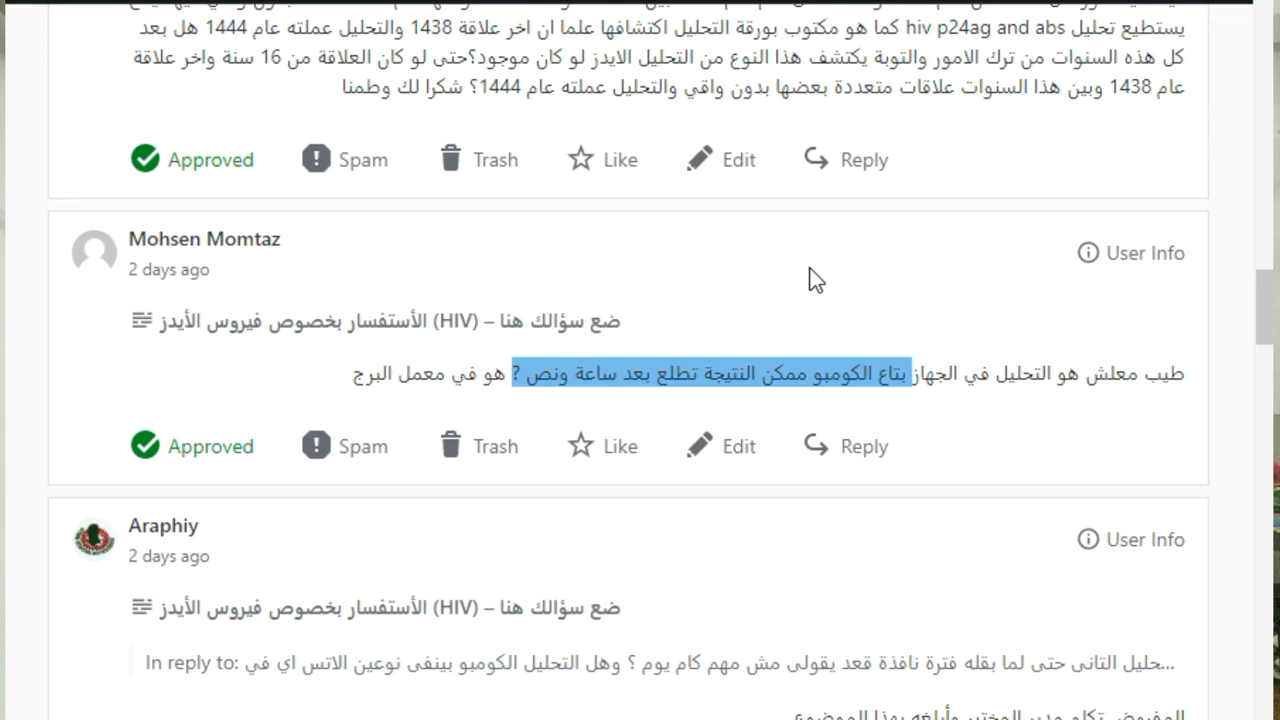 يستطيع تحليل hiv p24ag and abs كما هو مكتوب بورقة التحليل اكتشافها علما ان اخر علاقة 1438 والتحليل عملته عام 1444 هل بعد
كل هذه السنوات من ترك الامور والتوبة يكتشف هذا النوع من التحليل الايدز لو كان موجود؟حتى لو كان العلاقة من 16 سنة واخر علاقة
عام 1438 وبين هذا السنوات علاقات متعددة بعضها بدون واقي والتحليل عملته عام 1444؟ شكرا لك وطمنا
Approved Spam Trash Like Edit Reply
Mohsen Momtaz
User Info
2 days ago
ضع سؤالك هنا – (HIV) الأستفسار بخصوص فيروس الأيدز
طيب معلش هو التحليل في الجهاز بتاع الكومبو ممكن النتيجة تطلع بعد ساعة ونص ? هو في معمل البرج
Approved Spam Trash Like Edit Reply
Araphiy
User Info
2 days ago
ضع سؤالك هنا – (HIV) الأستفسار بخصوص فيروس الأيدز
In reply to: حليل التانى حتى لما بقله فترة نافذة قعد يقولى مش مهم كام يوم ؟ وهل التحليل الكومبو بينفى نوعين الاتس اي في...
المفروض تكلم مدير المختبر وأبلغه بهذا الموضوع